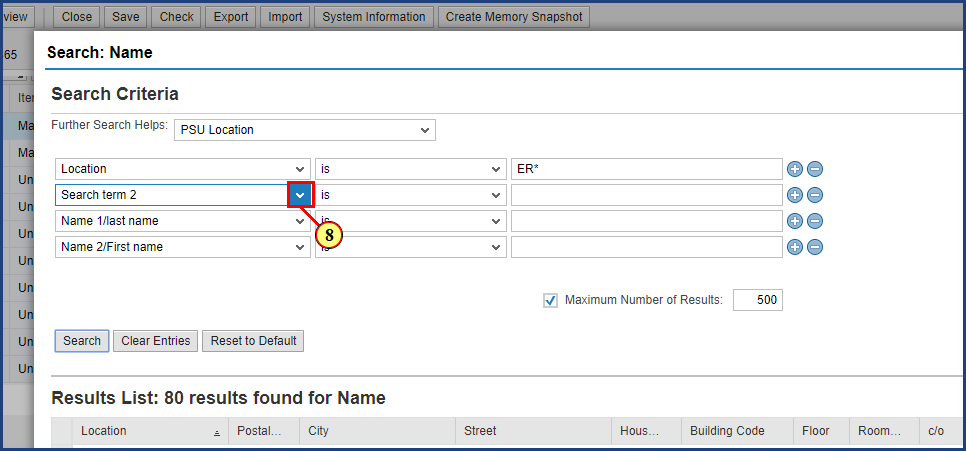 view Close Save Check Export Import System Information Create Memory Snapshot
65
Search: Name
Search Criteria
Further Search Helps: PSU Location
Ite
Ma
Ma
Un
Un
Un
Un
Un
Un
Un
Un
Location is ER*
Search term 2 is
Name 1/last name is
8
Name 2/First name is
Maximum Number of Results: 500
Search Clear Entries Reset to Default
Results List: 80 results found for Name
Location Postal... City Street Hous... Building Code Floor Room... c/o